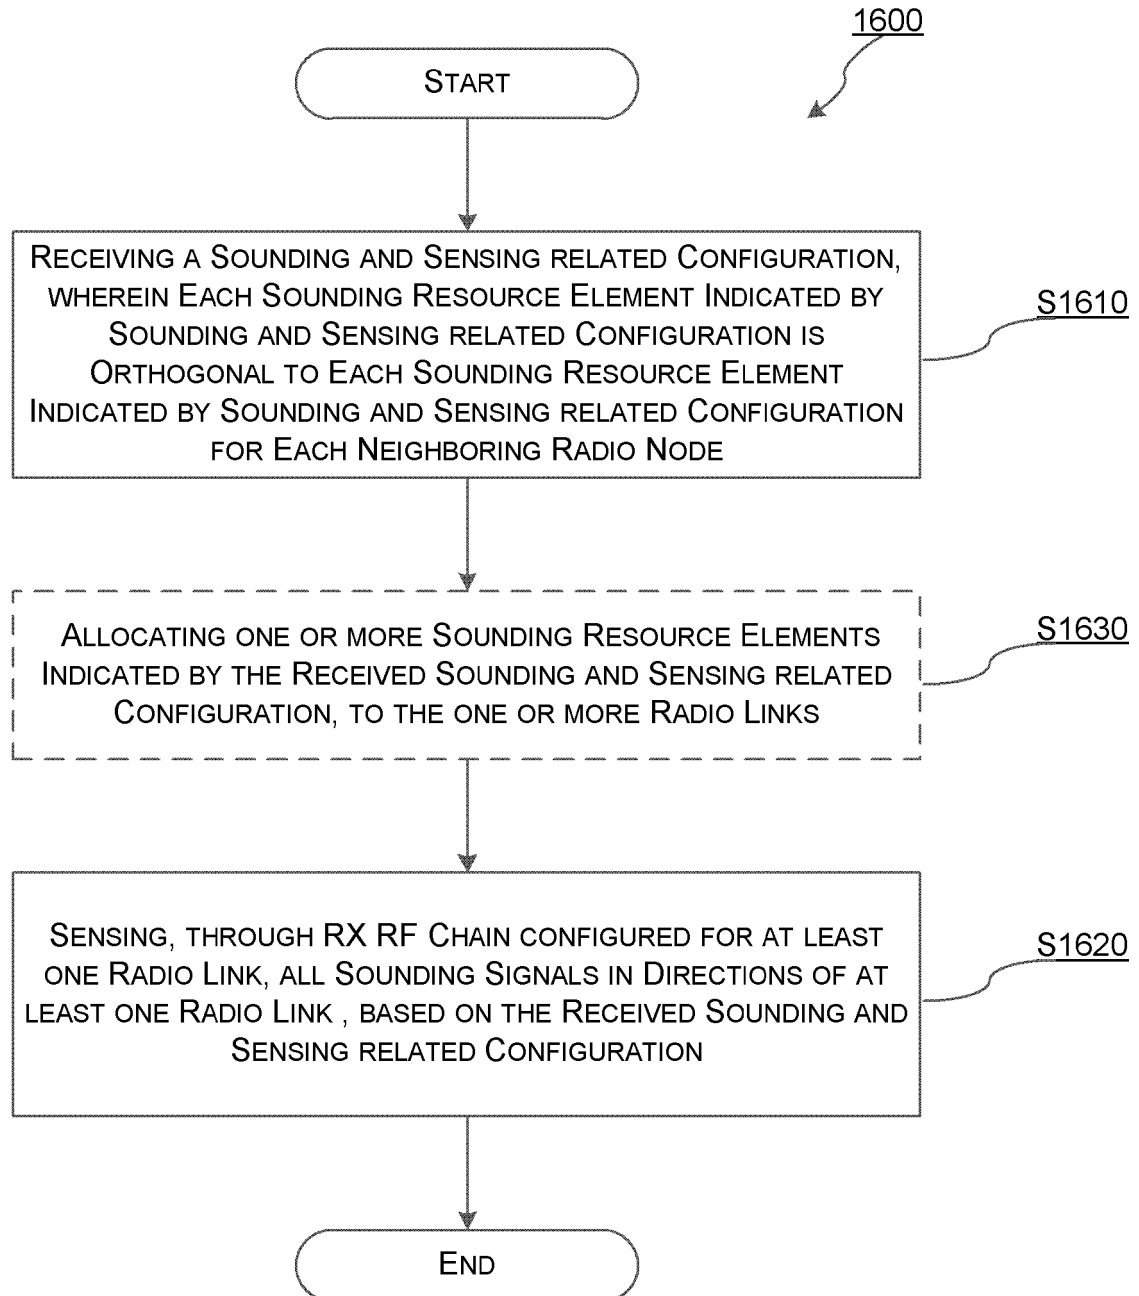 1600
START
RECEIVING A SOUNDING AND SENSING RELATED CONFIGURATION,
WHEREIN EACH SOUNDING RESOURCE ELEMENT INDICATED BY
SOUNDING AND SENSING RELATED CONFIGURATION IS
ORTHOGONAL TO EACH SOUNDING RESOURCE ELEMENT
INDICATED BY SOUNDING AND SENSING RELATED CONFIGURATION
FOR EACH NEIGHBORING RADIO NODE
S1610
ALLOCATING ONE OR MORE SOUNDING RESOURCE ELEMENTS
INDICATED BY THE RECEIVED SOUNDING AND SENSING RELATED
CONFIGURATION, TO THE ONE OR MORE RADIO LINKS
S1630
SENSING, THROUGH RX RF CHAIN CONFIGURED FOR AT LEAST
ONE RADIO LINK, ALL SOUNDING SIGNALS IN DIRECTIONS OF AT
LEAST ONE RADIO LINK , BASED ON THE RECEIVED SOUNDING AND
SENSING RELATED CONFIGURATION
S1620
END